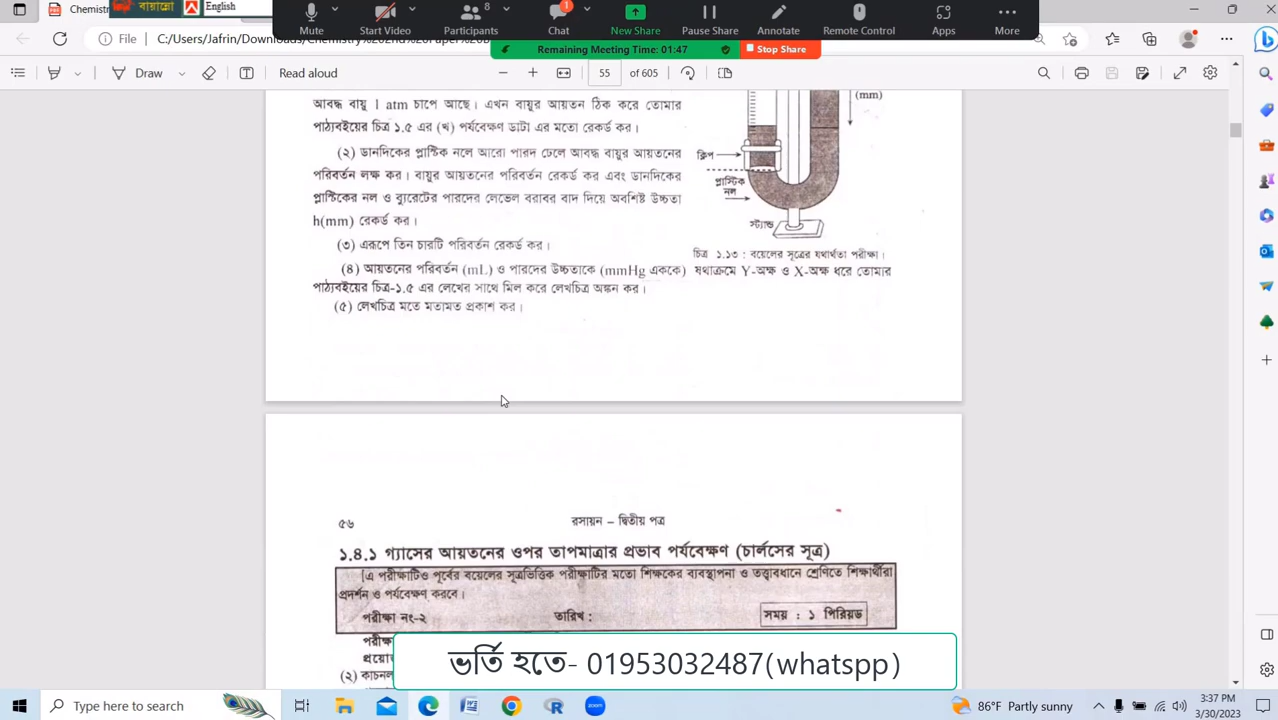 বায়ান্নো
English
Mute
Start Video
8
Participants
1
Chat
New Share
Pause Share
Annotate
Remote Control
Apps
More
File
C:/Users/Jafrin/Downloads/Chemistry
Remaining Meeting Time: 01:47
Stop Share
Draw
Read aloud
55
of 605
আবদ্ধ বায়ু 1 atm চাপে আছে। এখন বায়ুর আয়তন ঠিক করে তোমার
পাঠ্যবইয়ের চিত্র ১.৫ এর (খ) পর্যবেক্ষণ ডাটা এর মতো রেকর্ড কর।
(২) ডানদিকের প্লাস্টিক নলে আরো পারদ ঢেলে আবদ্ধ বায়ুর আয়তনের
পরিবর্তন লক্ষ কর। বায়ুর আয়তনের পরিবর্তন রেকর্ড কর এবং ডানদিকের
প্লাস্টিকের নল ও ব্যুরেটের পারদের লেভেল বরাবর বাদ দিয়ে অবশিষ্ট উচ্চতা
h(mm) রেকর্ড কর।
(৩) এরূপে তিন চারটি পরিবর্তন রেকর্ড কর।
(mm)
ক্লিপ
প্লাস্টিক
নল
স্ট্যান্ড
চিত্র ১.১৩ : বয়েলের সূত্রের যথার্থতা পরীক্ষা।
(৪) আয়তনের পরিবর্তন (mL) ও পারদের উচ্চতাকে (mmHg এককে) যথাক্রমে Y-অক্ষ ও X-অক্ষ ধরে তোমার
পাঠ্যবইয়ের চিত্র-১.৫ এর লেখের সাথে মিল করে লেখচিত্র অঙ্কন কর।
(৫) লেখচিত্র মতে মতামত প্রকাশ কর।
৫৬
রসায়ন – দ্বিতীয় পত্র
১.৪.১ গ্যাসের আয়তনের ওপর তাপমাত্রার প্রভাব পর্যবেক্ষণ (চার্লসের সূত্র)
[এ পরীক্ষাটিও পূর্বের বয়েলের সূত্রভিত্তিক পরীক্ষাটির মতো শিক্ষকের ব্যবস্থাপনা ও তত্ত্বাবধানে শ্রেণিতে শিক্ষার্থীরা
প্রদর্শন ও পর্যবেক্ষণ করবে।
পরীক্ষা নং-২
তারিখ :
সময় : ১ পিরিয়ড
(২) কাচনল
ভর্তি হতে- 01953032487(whatspp)
Type here to search
86°F Partly sunny
3:37 PM
3/30/2023